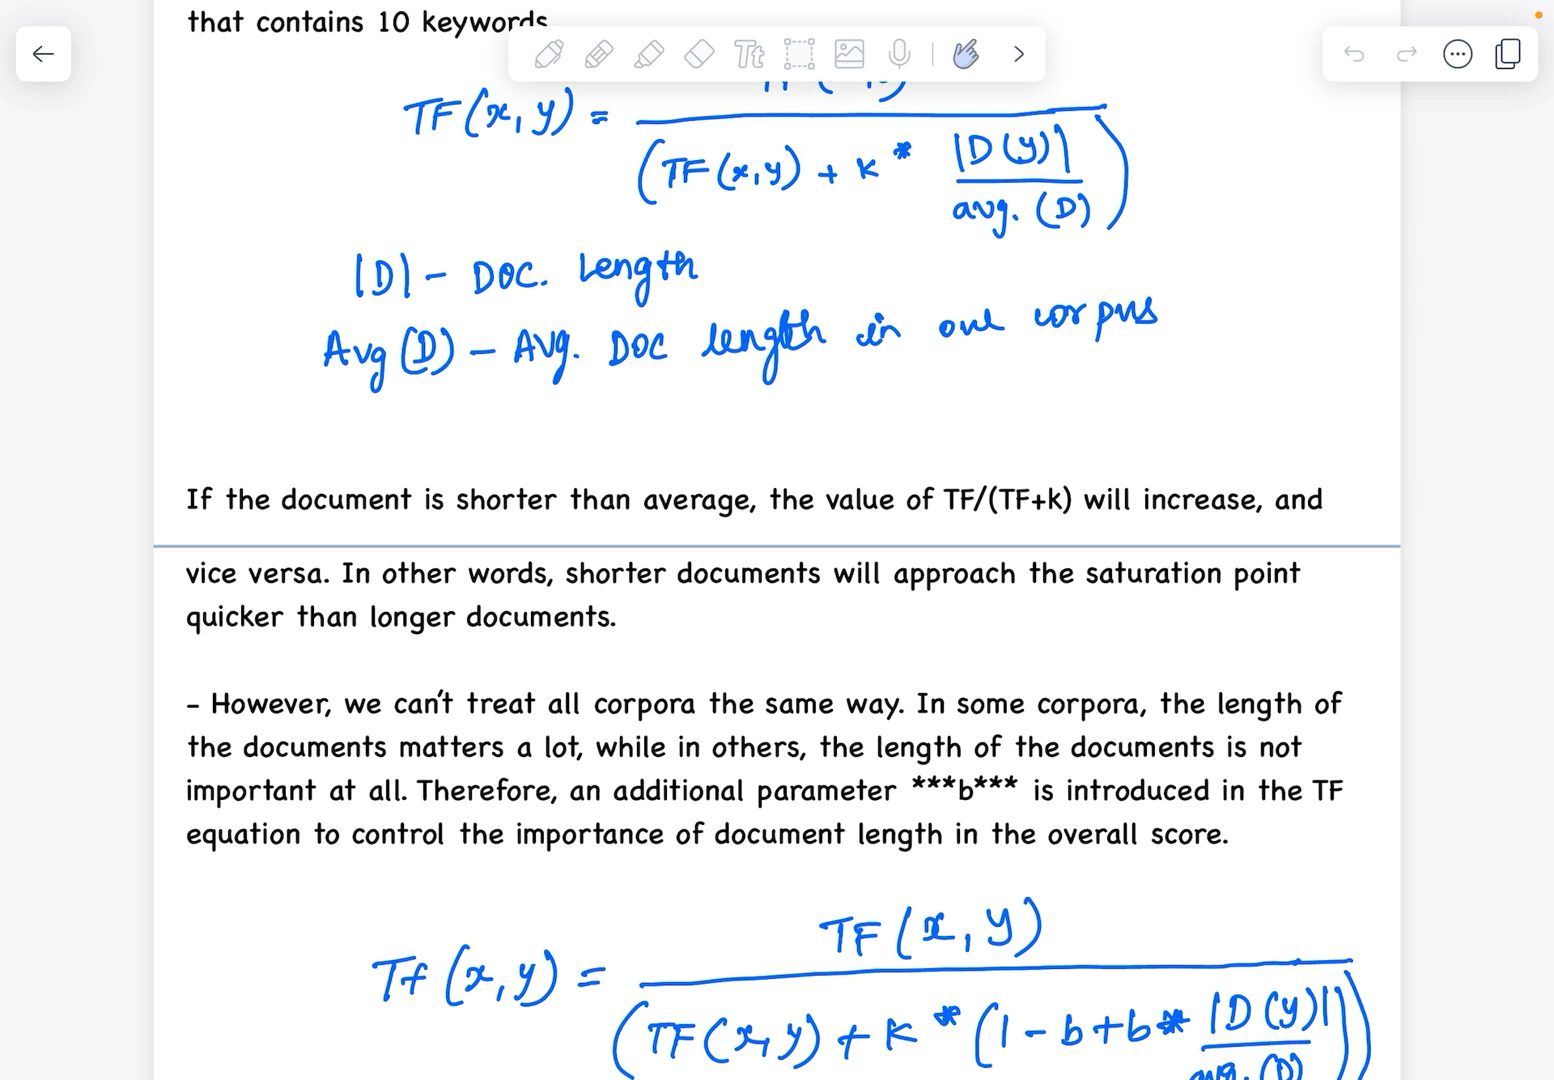 that contains 10 keywords
Tt
TF(x,y) =
(TF(x,y) + k * |D(y)|
avg. (D))
|D| - DOC. Length
Avg(D) - AVG. DOC length in our corpus
If the document is shorter than average, the value of TF/(TF+k) will increase, and
vice versa. In other words, shorter documents will approach the saturation point
quicker than longer documents.
- However, we can't treat all corpora the same way. In some corpora, the length of
the documents matters a lot, while in others, the length of the documents is not
important at all. Therefore, an additional parameter ***b*** is introduced in the TF
equation to control the importance of document length in the overall score.
TF(x,y)
Tf(x,y) =
(TF(x,y) + k * (1 - b + b * |D(y)|
avg. (D)))